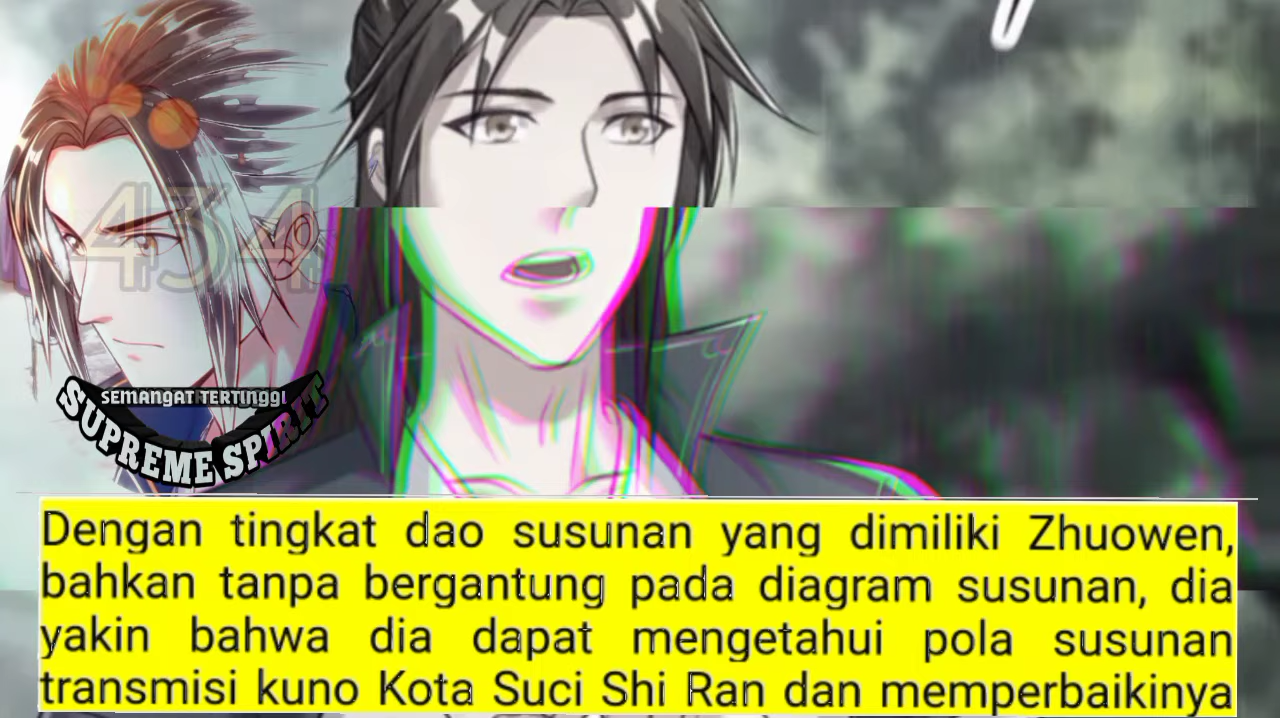 434
SEMANGAT TERTINGGI
SUPREME SPIRIT
Dengan tingkat dao susunan yang dimiliki Zhuowen,
bahkan tanpa bergantung pada diagram susunan, dia
yakin bahwa dia dapat mengetahui pola susunan
transmisi kuno Kota Suci Shi Ran dan memperbaikinya